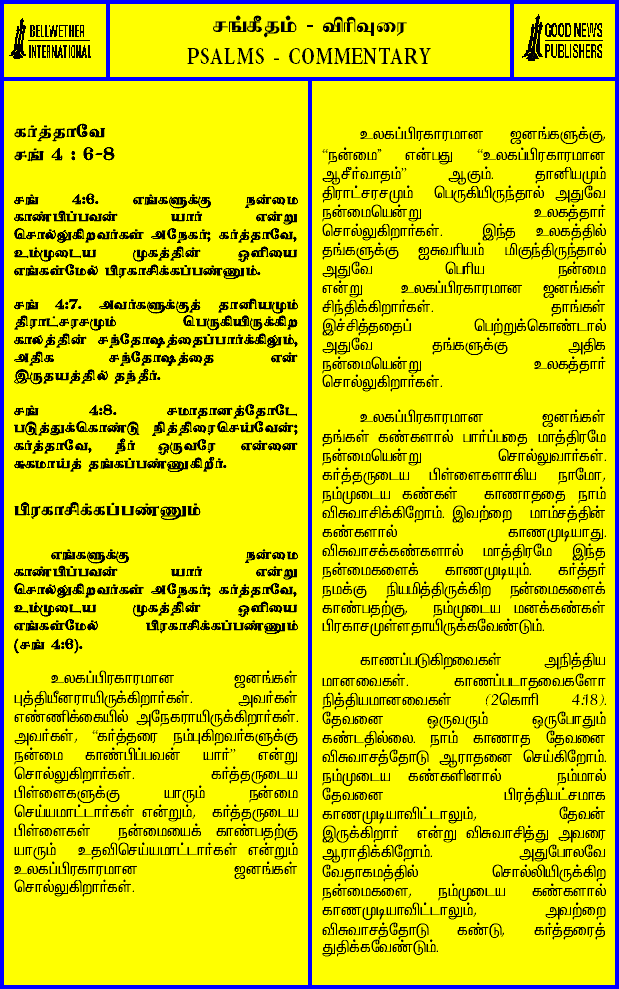 BELLWETHER
INTERNATIONAL
சங்கீதம் - விரிவுரை
PSALMS - COMMENTARY
GOOD NEWS
PUBLISHERS
கர்த்தாவே
சங் 4 : 6-8
சங் 4:6. எங்களுக்கு நன்மை
காண்பிப்பவன் யார் என்று
சொல்லுகிறவர்கள் அநேகர்; கர்த்தாவே,
உம்முடைய முகத்தின் ஒளியை
எங்கள்மேல் பிரகாசிக்கப்பண்ணும்.
சங் 4:7. அவர்களுக்குத் தானியமும்
திராட்சரசமும் பெருகியிருக்கிற
காலத்தின் சந்தோஷத்தைப்பார்க்கிலும்,
அதிக சந்தோஷத்தை என்
இருதயத்தில் தந்தீர்.
சங் 4:8. சமாதானத்தோடே
படுத்துக்கொண்டு நித்திரைசெய்வேன்;
கர்த்தாவே, நீர் ஒருவரே என்னை
சுகமாய்த் தங்கப்பண்ணுகிறீர்.
பிரகாசிக்கப்பண்ணும்
எங்களுக்கு நன்மை
காண்பிப்பவன் யார் என்று
சொல்லுகிறவர்கள் அநேகர்; கர்த்தாவே,
உம்முடைய முகத்தின் ஒளியை
எங்கள்மேல் பிரகாசிக்கப்பண்ணும்
(சங் 4:6).
உலகப்பிரகாரமான ஜனங்கள்
புத்தியீனராயிருக்கிறார்கள். அவர்கள்
எண்ணிக்கையில் அநேகராயிருக்கிறார்கள்.
அவர்கள், “கர்த்தரை நம்புகிறவர்களுக்கு
நன்மை காண்பிப்பவன் யார்” என்று
சொல்லுகிறார்கள். கர்த்தருடைய
பிள்ளைகளுக்கு யாரும் நன்மை
செய்யமாட்டார்கள் என்றும், கர்த்தருடைய
பிள்ளைகள் நன்மையைக் காண்பதற்கு
யாரும் உதவிசெய்யமாட்டார்கள் என்றும்
உலகப்பிரகாரமான ஜனங்கள்
சொல்லுகிறார்கள்.
உலகப்பிரகாரமான ஜனங்களுக்கு,
“நன்மை” என்பது “உலகப்பிரகாரமான
ஆசீர்வாதம்” ஆகும். தானியமும்
திராட்சரசமும் பெருகியிருந்தால் அதுவே
நன்மையென்று உலகத்தார்
சொல்லுகிறார்கள். இந்த உலகத்தில்
தங்களுக்கு ஐசுவரியம் மிகுந்திருந்தால்
அதுவே பெரிய நன்மை
என்று உலகப்பிரகாரமான ஜனங்கள்
சிந்திக்கிறார்கள். தாங்கள்
இச்சித்ததைப் பெற்றுக்கொண்டால்
அதுவே தங்களுக்கு அதிக
நன்மையென்று உலகத்தார்
சொல்லுகிறார்கள்.
உலகப்பிரகாரமான ஜனங்கள்
தங்கள் கண்களால் பார்ப்பதை மாத்திரமே
நன்மையென்று சொல்லுவார்கள்.
கர்த்தருடைய பிள்ளைகளாகிய நாமோ,
நம்முடைய கண்கள் காணாததை நாம்
விசுவாசிக்கிறோம். இவற்றை மாம்சத்தின்
கண்களால் காணமுடியாது.
விசுவாசக்கண்களால் மாத்திரமே இந்த
நன்மைகளைக் காணமுடியும். கர்த்தர்
நமக்கு நியமித்திருக்கிற நன்மைகளைக்
காண்பதற்கு, நம்முடைய மனக்கண்கள்
பிரகாசமுள்ளதாயிருக்கவேண்டும்.
காணப்படுகிறவைகள் அநித்திய
மானவைகள். காணப்படாதவைகளோ
நித்தியமானவைகள் (2கொரி 4:18).
தேவனை ஒருவரும் ஒருபோதும்
கண்டதில்லை. நாம் காணாத தேவனை
விசுவாசத்தோடு ஆராதனை செய்கிறோம்.
நம்முடைய கண்களினால் நம்மால்
தேவனை பிரத்தியட்சமாக
காணமுடியாவிட்டாலும், தேவன்
இருக்கிறார் என்று விசுவாசித்து அவரை
ஆராதிக்கிறோம். அதுபோலவே
வேதாகமத்தில் சொல்லியிருக்கிற
நன்மைகளை, நம்முடைய கண்களால்
காணமுடியாவிட்டாலும், அவற்றை
விசுவாசத்தோடு கண்டு, கர்த்தரைத்
துதிக்கவேண்டும்.